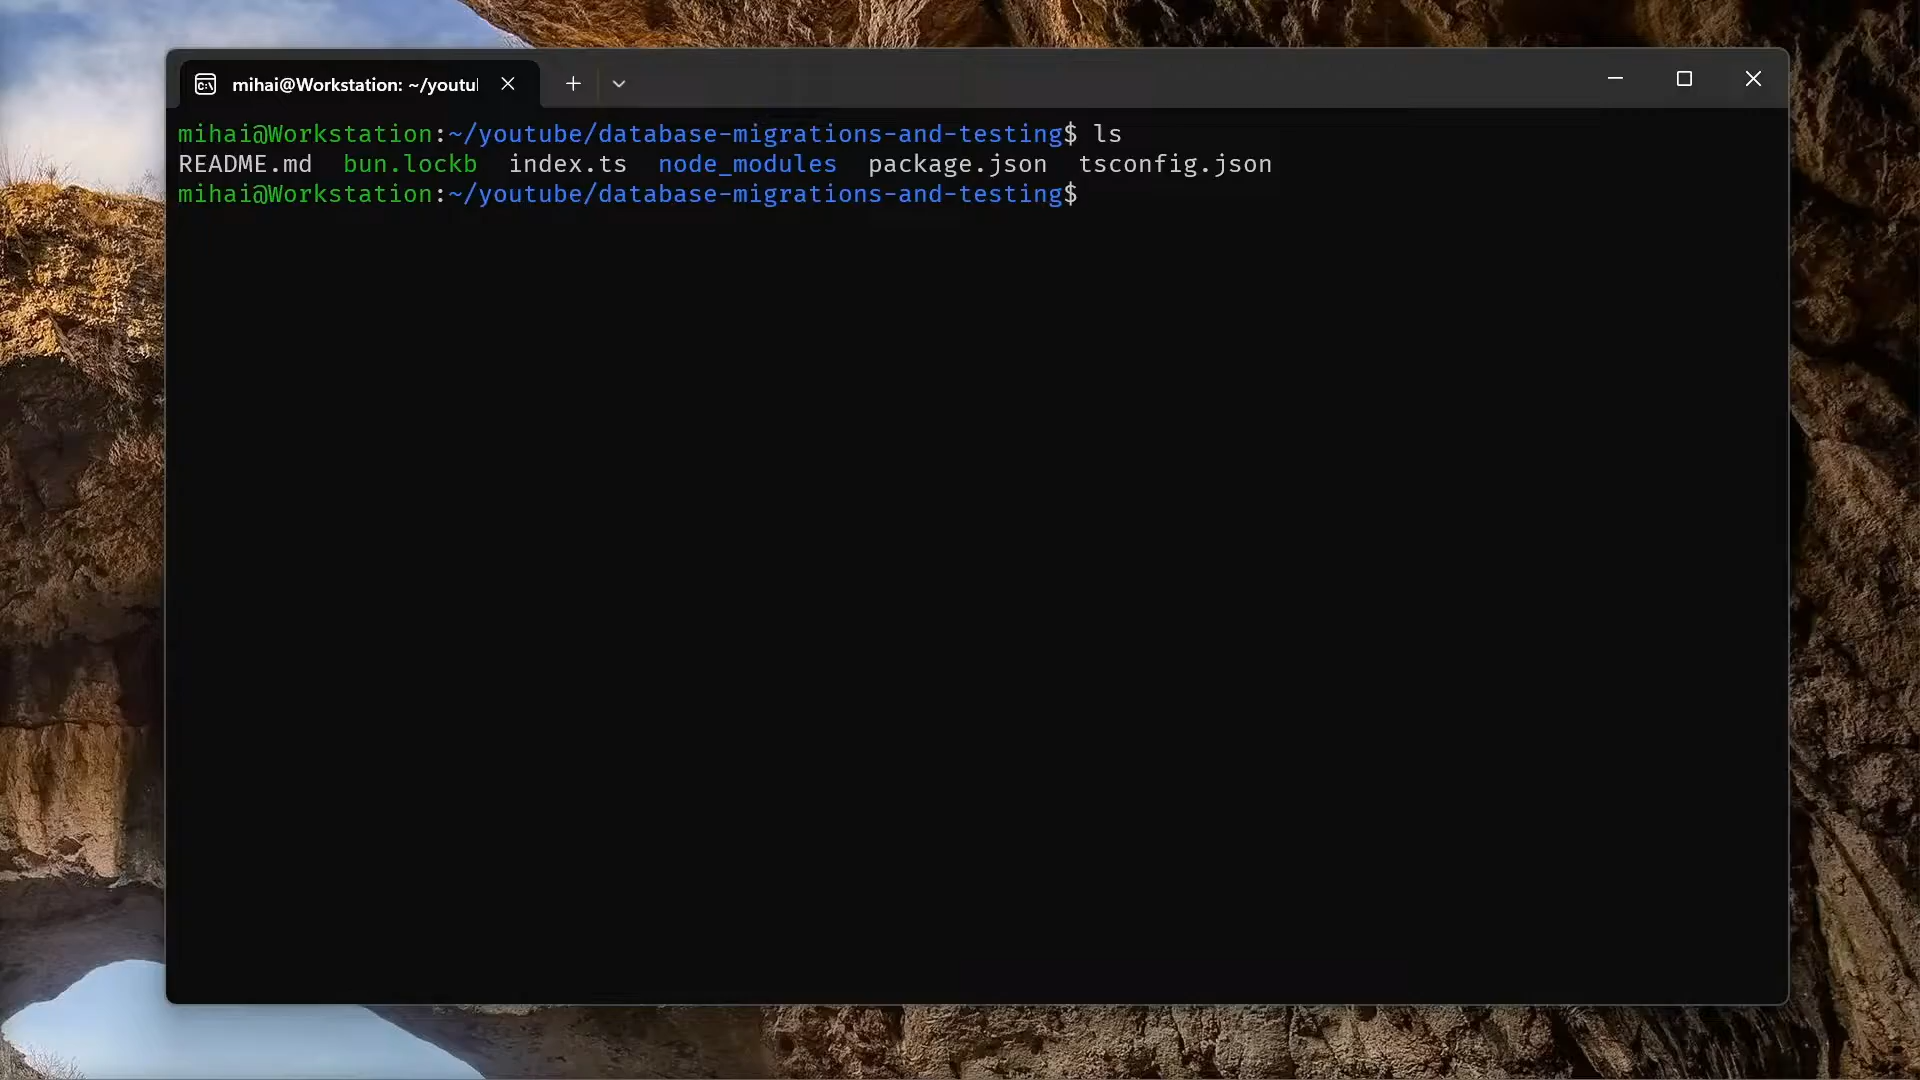 mihai@Workstation: ~/youtu
mihai@Workstation:~/youtube/database-migrations-and-testing$ ls
README.md  bun.lockb  index.ts  node_modules  package.json  tsconfig.json
mihai@Workstation:~/youtube/database-migrations-and-testing$